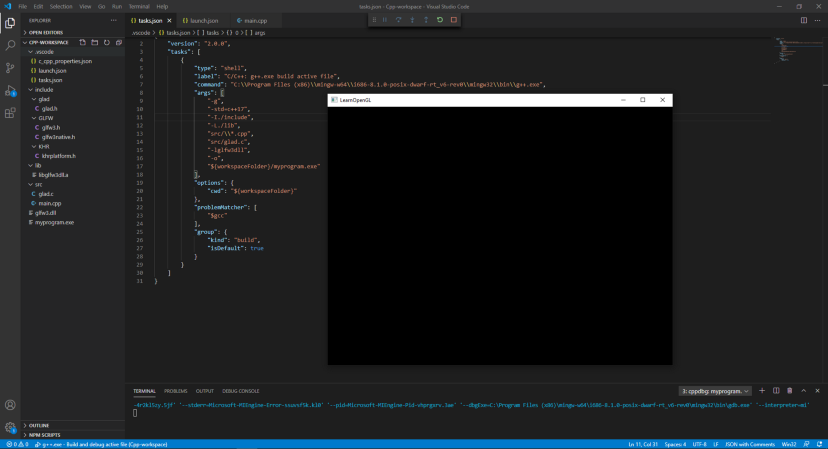 File Edit Selection View Go Run Terminal Help
tasks.json - Cpp-workspace - Visual Studio Code
EXPLORER
OPEN EDITORS
CPP-WORKSPACE
.vscode
c_cpp_properties.json
launch.json
tasks.json
include
glad
glad.h
GLFW
glfw3.h
glfw3native.h
KHR
khrplatform.h
lib
libglfw3dll.a
src
glad.c
main.cpp
glfw3.dll
myprogram.exe
OUTLINE
NPM SCRIPTS
tasks.json launch.json main.cpp
.vscode > tasks.json > [ ] tasks > { } 0 > [ ] args
2 "version": "2.0.0",
3 "tasks": [
4 {
5 "type": "shell",
6 "label": "C/C++: g++.exe build active file",
7 "command": "C:\\Program Files (x86)\\mingw-w64\\i686-8.1.0-posix-dwarf-rt_v6-rev0\\mingw32\\bin\\g++.exe",
8 "args": [
9 "-g",
10 "--std=c++17",
11 "-I./include",
12 "-L./lib",
13 "src/\\*.cpp",
14 "src/glad.c",
15 "-lglfw3dll",
16 "-o",
17 "${workspaceFolder}/myprogram.exe"
18 ],
19 "options": {
20 "cwd": "${workspaceFolder}"
21 },
22 "problemMatcher": [
23 "$gcc"
24 ],
25 "group": {
26 "kind": "build",
27 "isDefault": true
28 }
29 }
30 ]
31 }
LearnOpenGL
TERMINAL PROBLEMS OUTPUT DEBUG CONSOLE
3: cppdbg: myprogram.
'--stderr=Microsoft-MIEngine-Error-ssuvsf5k.kl0' '--dbgExe=C:\Program Files (x86)\mingw-w64\i686-8.1.0-posix-dwarf-rt_v6-rev0\mingw32\bin\gdb.exe' '--interpreter=mi'
0 0 g++.exe - Build and debug active file (Cpp-workspace)
Ln 11, Col 31 Spaces: 4 UTF-8 LF JSON with Comments Win32